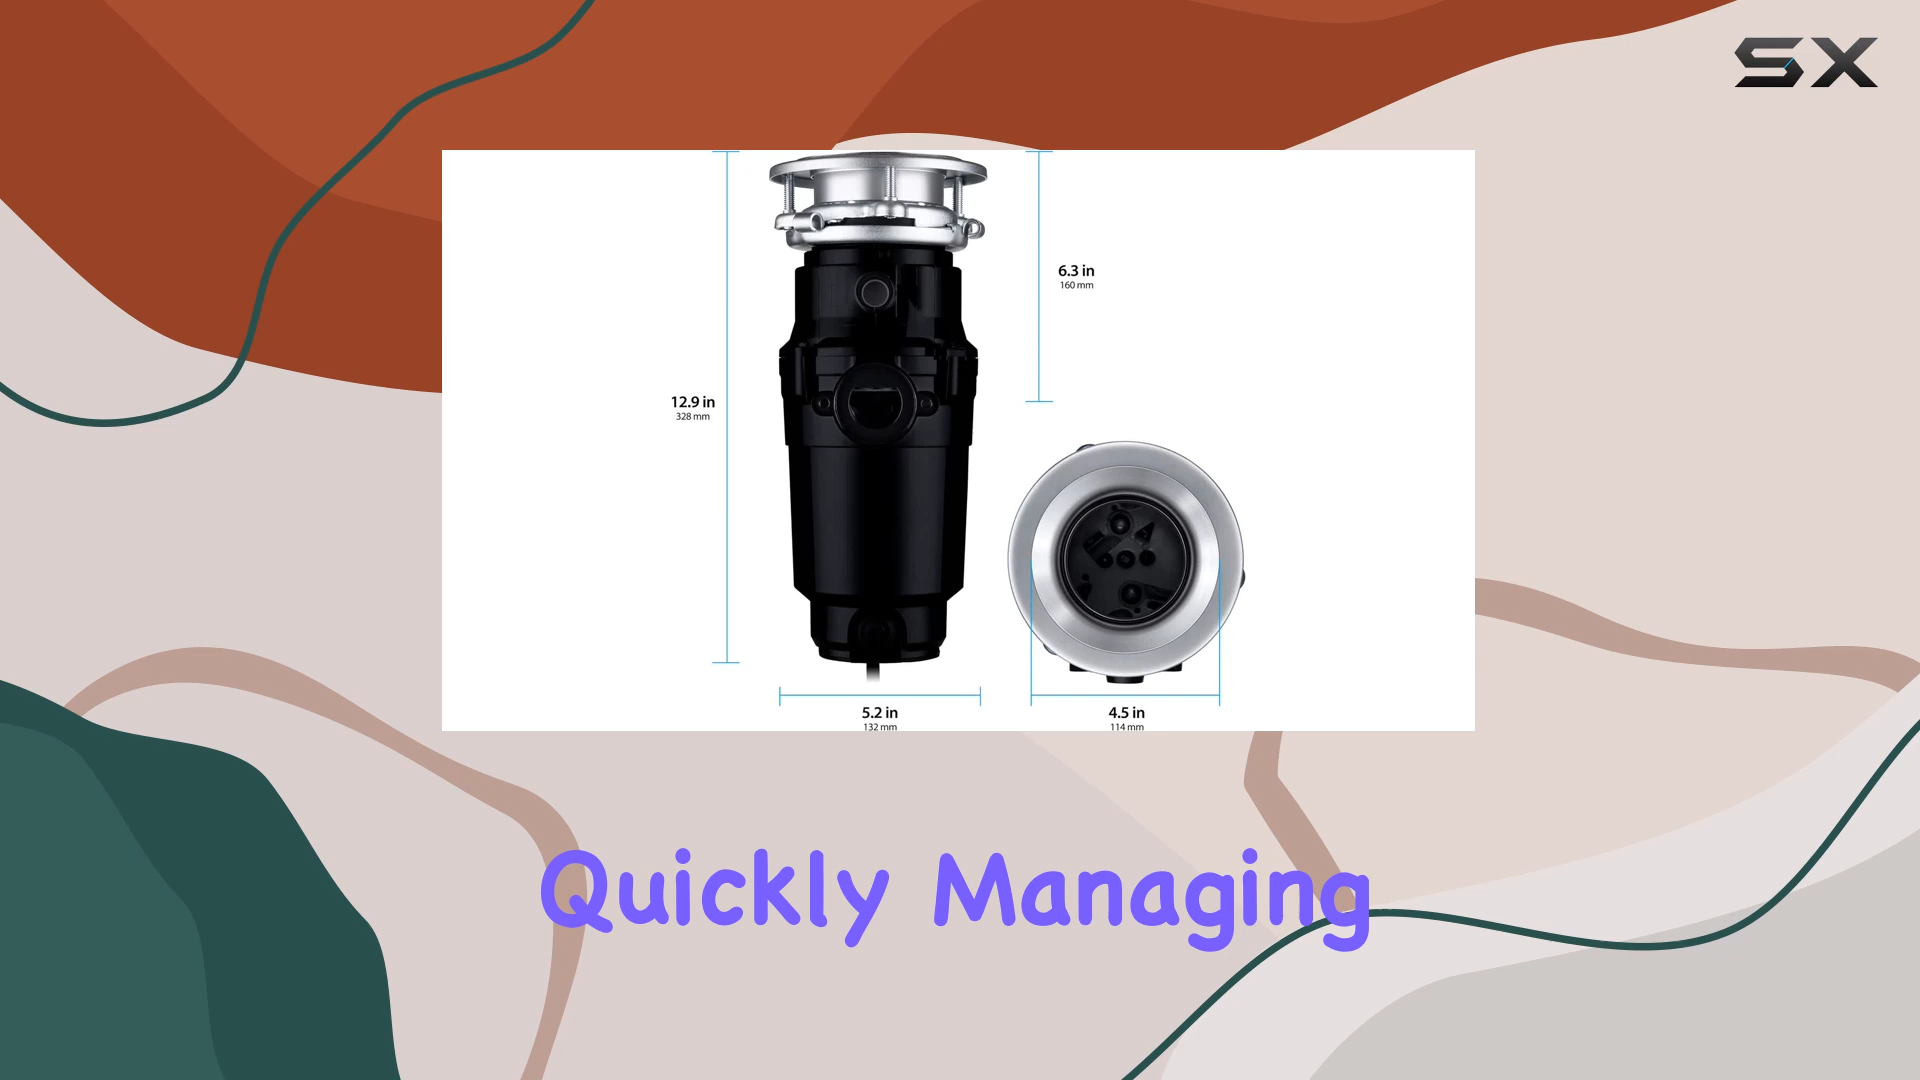 SX
6.3 in
160 mm
12.9 in
328 mm
5.2 in
132 mm
4.5 in
114 mm
Quickly Managing